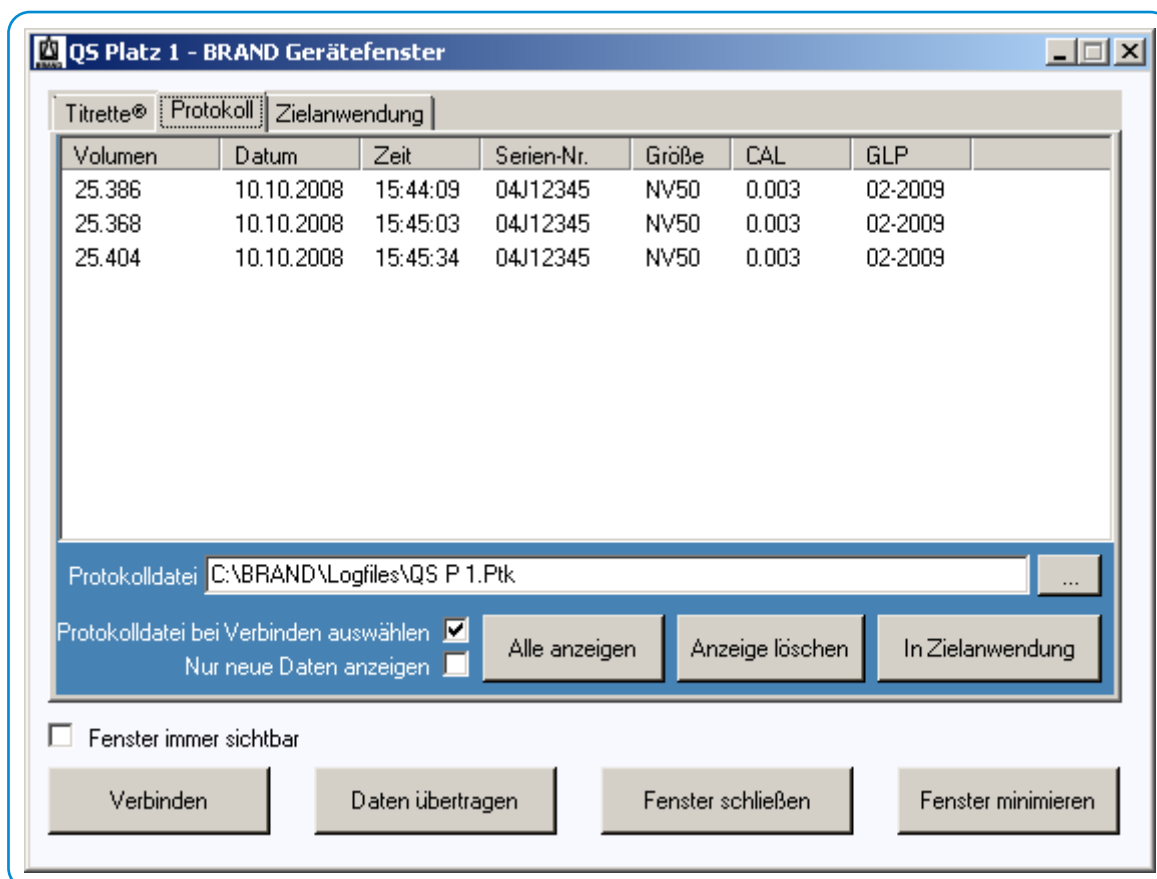 QS Platz 1 - BRAND Gerätefenster
BRAND
Titrette® Protokoll Zielanwendung
Volumen Datum Zeit Serien-Nr. Größe CAL GLP
25.386 10.10.2008 15:44:09 04J12345 NV50 0.003 02-2009
25.368 10.10.2008 15:45:03 04J12345 NV50 0.003 02-2009
25.404 10.10.2008 15:45:34 04J12345 NV50 0.003 02-2009
Protokolldatei C:\BRAND\Logfiles\QS P 1.Ptk ...
Protokolldatei bei Verbinden auswählen
Nur neue Daten anzeigen
Alle anzeigen Anzeige löschen In Zielanwendung
Fenster immer sichtbar
Verbinden Daten übertragen Fenster schließen Fenster minimieren